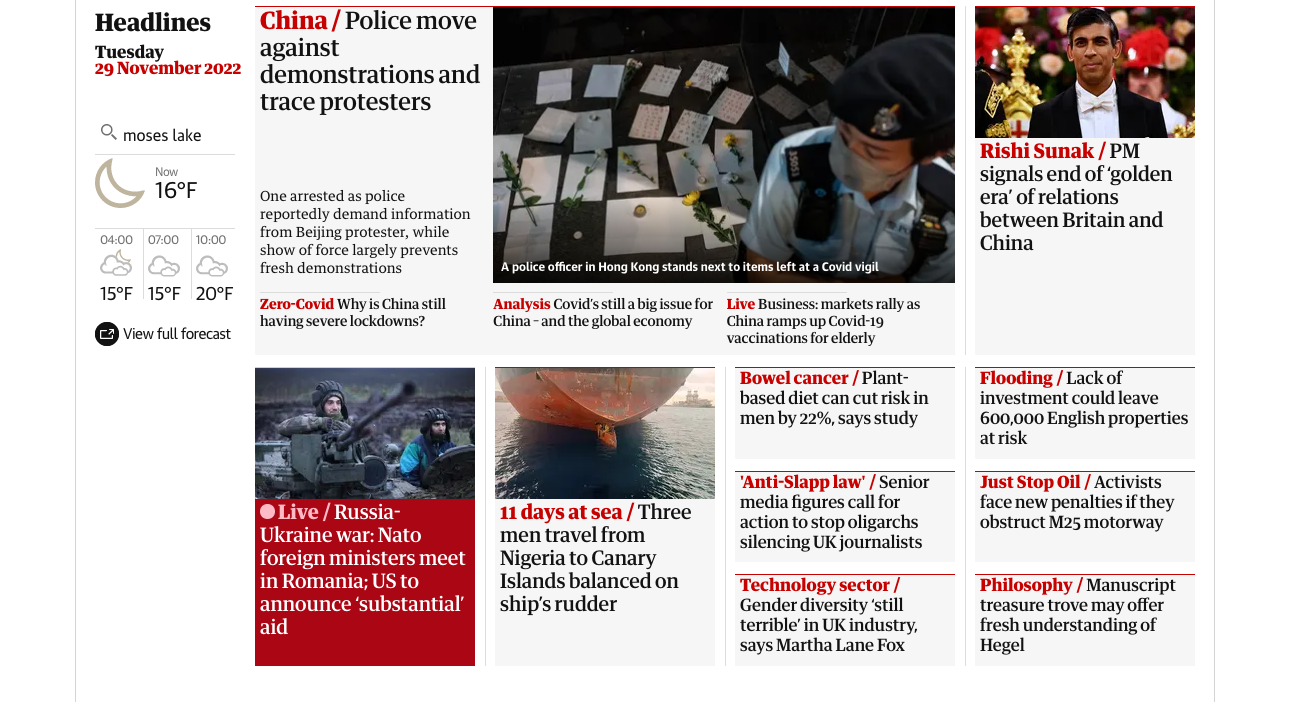 Headlines
Tuesday
29 November 2022
moses lake
Now
16°F
04:00 07:00 10:00
15°F 15°F 20°F
View full forecast
China / Police move
against
demonstrations and
trace protesters
One arrested as police
reportedly demand information
from Beijing protester, while
show of force largely prevents
fresh demonstrations
A police officer in Hong Kong stands next to items left at a Covid vigil
Zero-Covid Why is China still
having severe lockdowns?
Analysis Covid's still a big issue for
China – and the global economy
Live Business: markets rally as
China ramps up Covid-19
vaccinations for elderly
Rishi Sunak / PM
signals end of ‘golden
era’ of relations
between Britain and
China
Live / Russia-
Ukraine war: Nato
foreign ministers meet
in Romania; US to
announce ‘substantial’
aid
11 days at sea / Three
men travel from
Nigeria to Canary
Islands balanced on
ship’s rudder
Bowel cancer / Plant-
based diet can cut risk in
men by 22%, says study
Flooding / Lack of
investment could leave
600,000 English properties
at risk
'Anti-Slapp law' / Senior
media figures call for
action to stop oligarchs
silencing UK journalists
Just Stop Oil / Activists
face new penalties if they
obstruct M25 motorway
Technology sector /
Gender diversity ‘still
terrible’ in UK industry,
says Martha Lane Fox
Philosophy / Manuscript
treasure trove may offer
fresh understanding of
Hegel